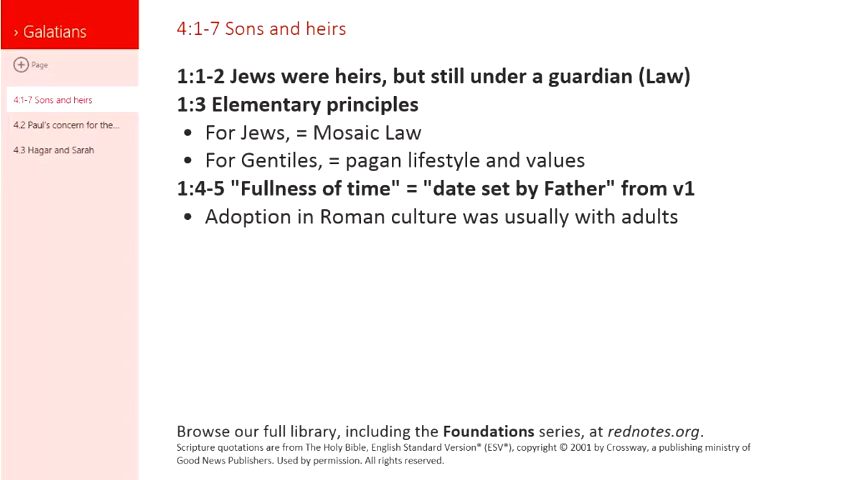 › Galatians
Page
4:1-7 Sons and heirs
4.2 Paul's concern for the...
4.3 Hagar and Sarah
4:1-7 Sons and heirs
1:1-2 Jews were heirs, but still under a guardian (Law)
1:3 Elementary principles
• For Jews, = Mosaic Law
• For Gentiles, = pagan lifestyle and values
1:4-5 "Fullness of time" = "date set by Father" from v1
• Adoption in Roman culture was usually with adults
Browse our full library, including the Foundations series, at rednotes.org.
Scripture quotations are from The Holy Bible, English Standard Version® (ESV®), copyright © 2001 by Crossway, a publishing ministry of
Good News Publishers. Used by permission. All rights reserved.